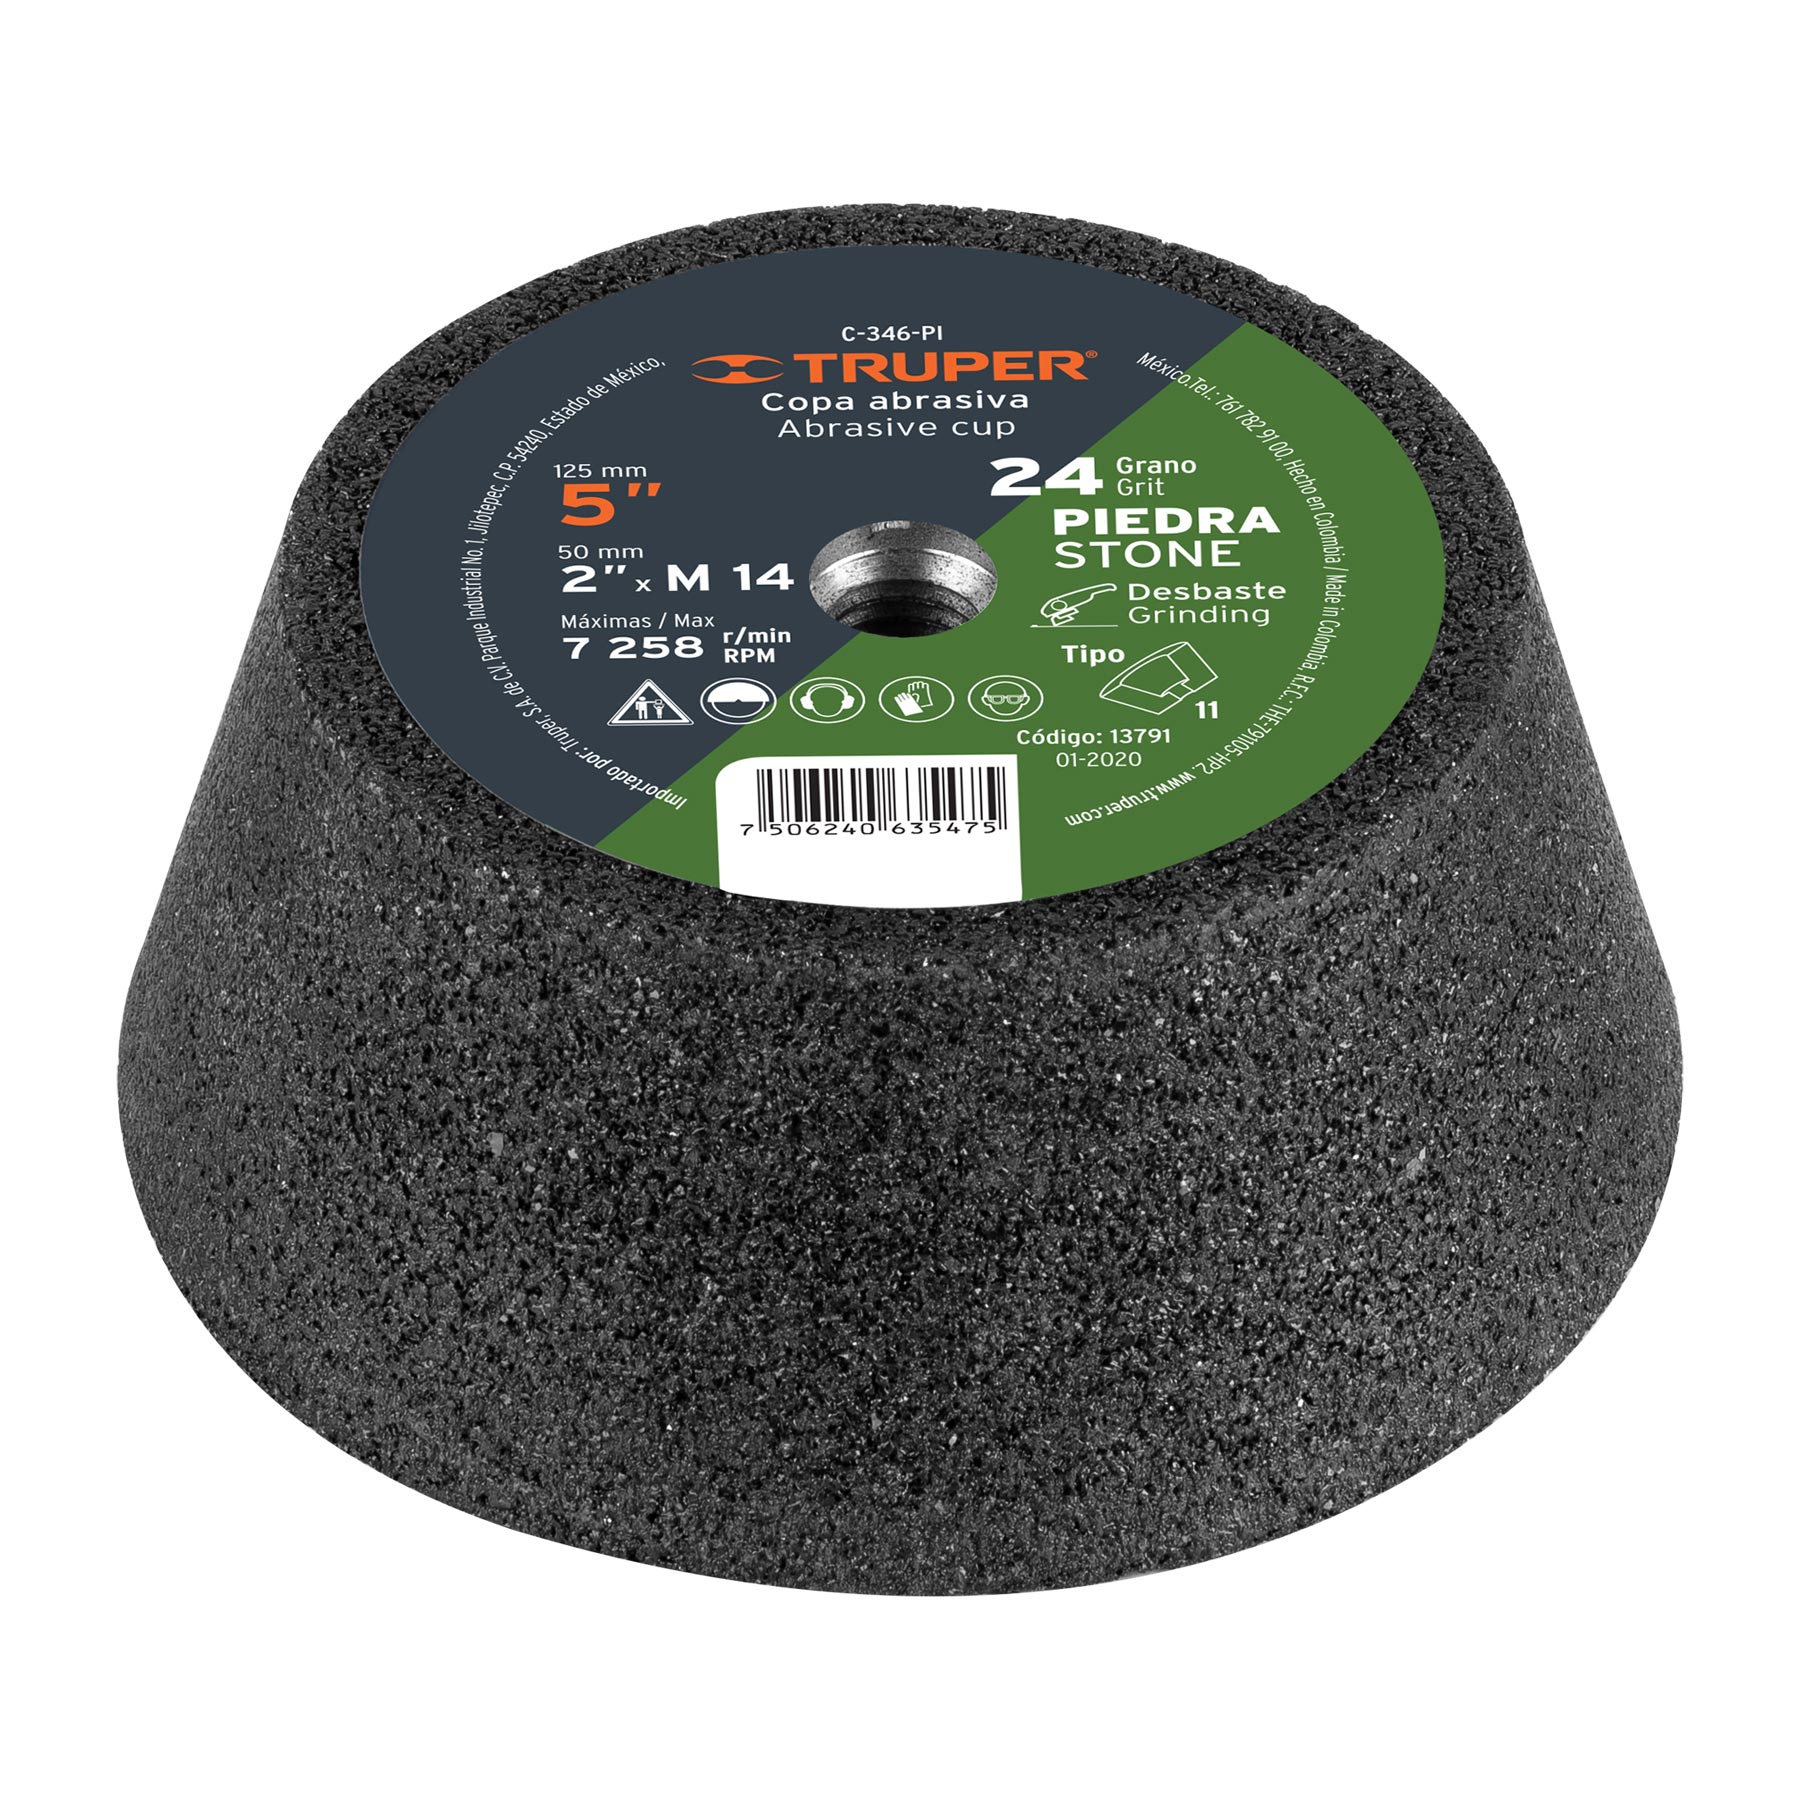 C-346-PI
TRUPER®
Copa abrasiva
Abrasive cup
125 mm
5"
50 mm
2" x M 14
Máximas / Max
7 258 r/min
RPM
24 Grano
Grit
PIEDRA
STONE
Desbaste
Grinding
Tipo
11
Código: 13791
01-2020
7 506240 635475
Importado por: Truper, S.A. de C.V. Parque Industrial No. 1, Jilotepec, C.P. 54240, Estado de México,
México.Tel.: 761 782 91 00, Hecho en Colombia / Made in Colombia, R.F.C.: THE-791105-HP2. www.truper.com